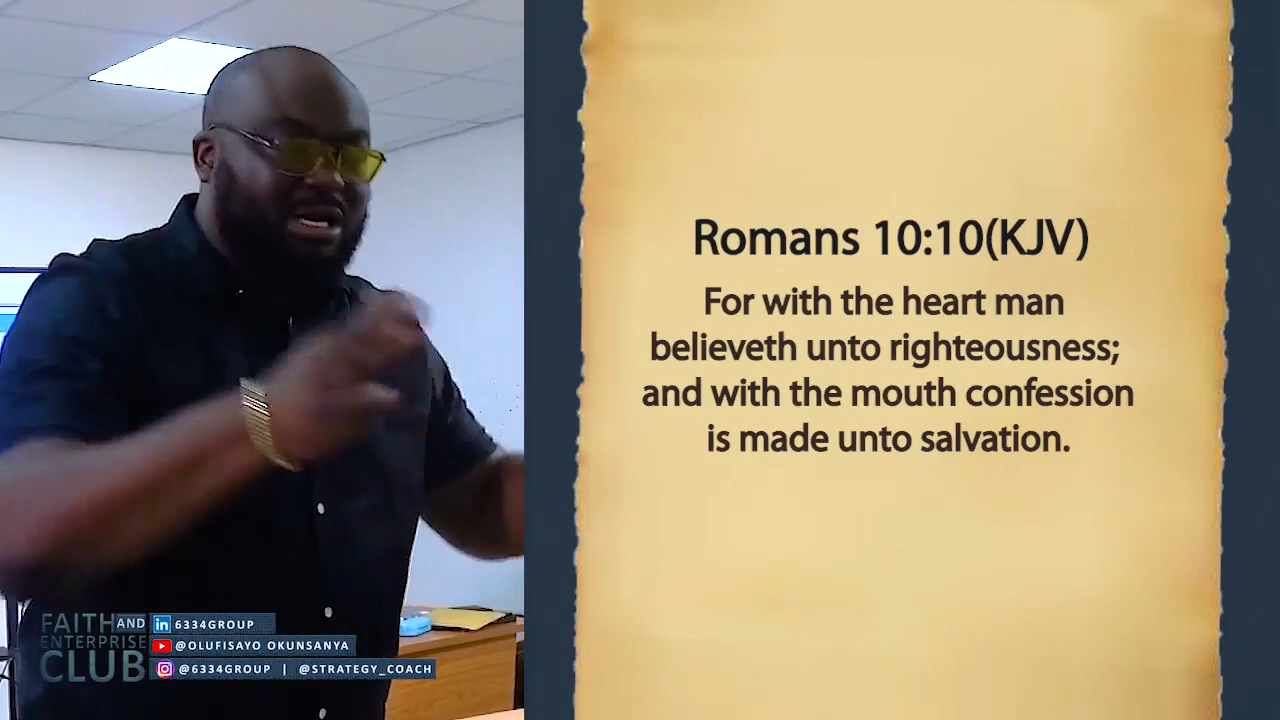 Romans 10:10(KJV)
For with the heart man
believeth unto righteousness;
and with the mouth confession
is made unto salvation.
FAITH AND
ENTERPRISE
CLUB
in 6334GROUP
@OLUFISAYO OKUNSANYA
@6334GROUP | @STRATEGY_COACH